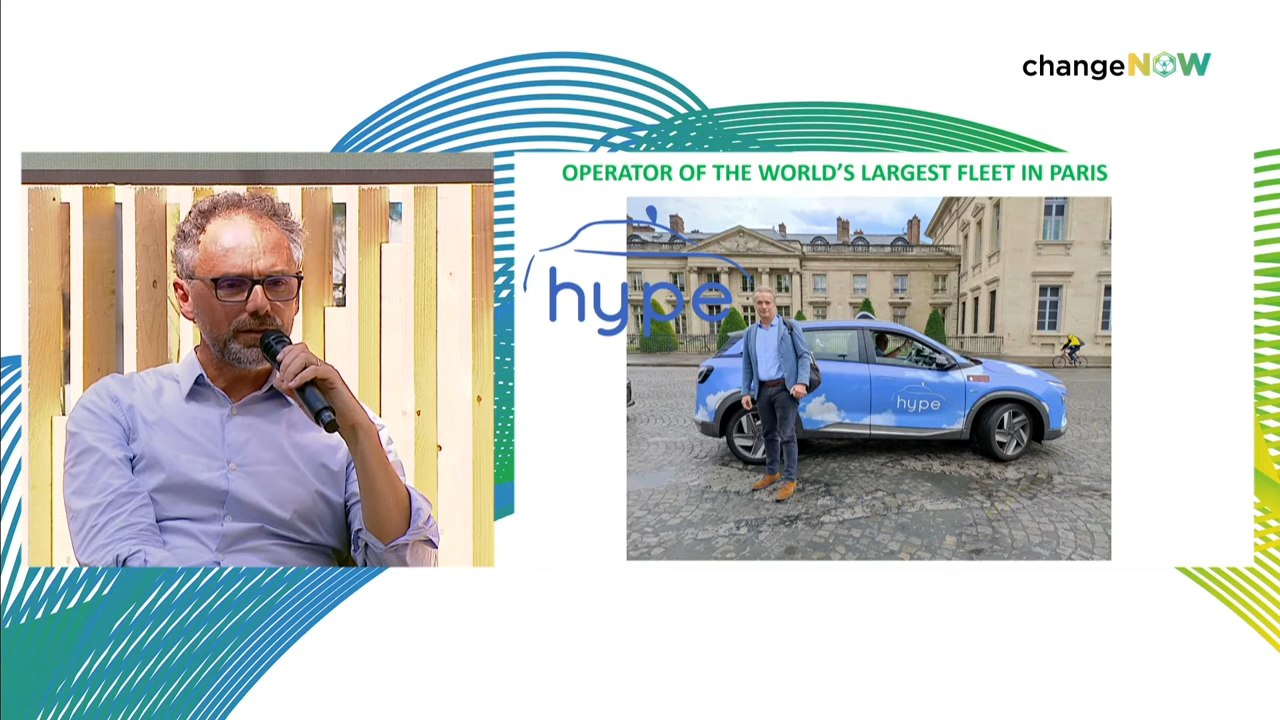 changeNOW
OPERATOR OF THE WORLD'S LARGEST FLEET IN PARIS
hype
hype